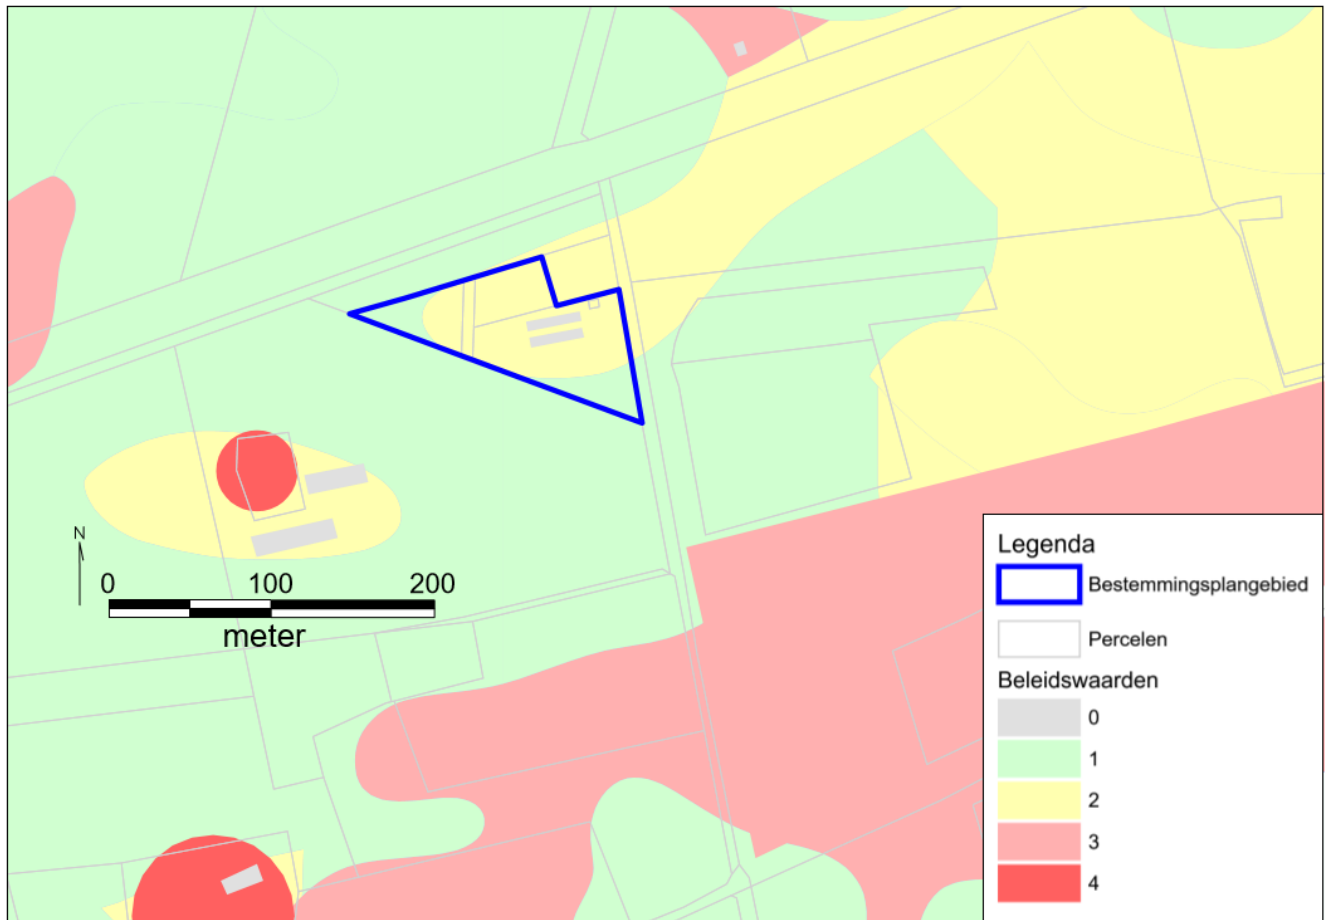 N
0 100 200
meter
Legenda
Bestemmingsplangebied
Percelen
Beleidswaarden
0
1
2
3
4